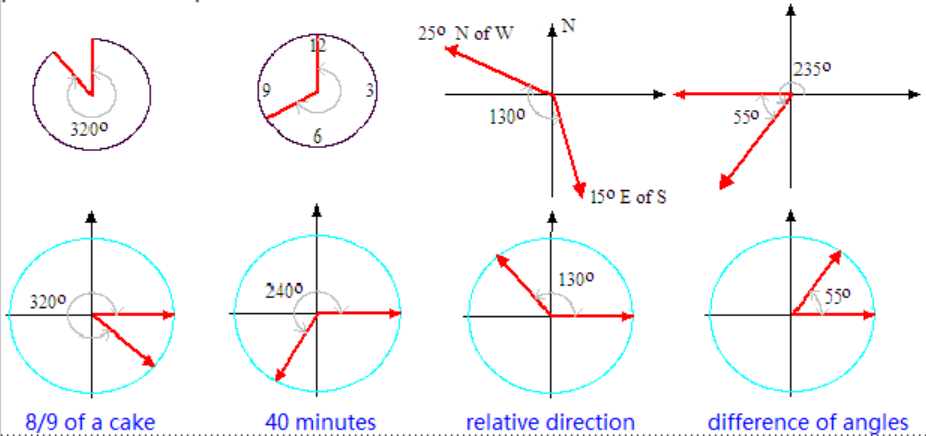 320º
12
9
3
6
25º N of W
N
130º
15º E of S
235º
55º
320º
240º
130º
55º
8/9 of a cake
40 minutes
relative direction
difference of angles